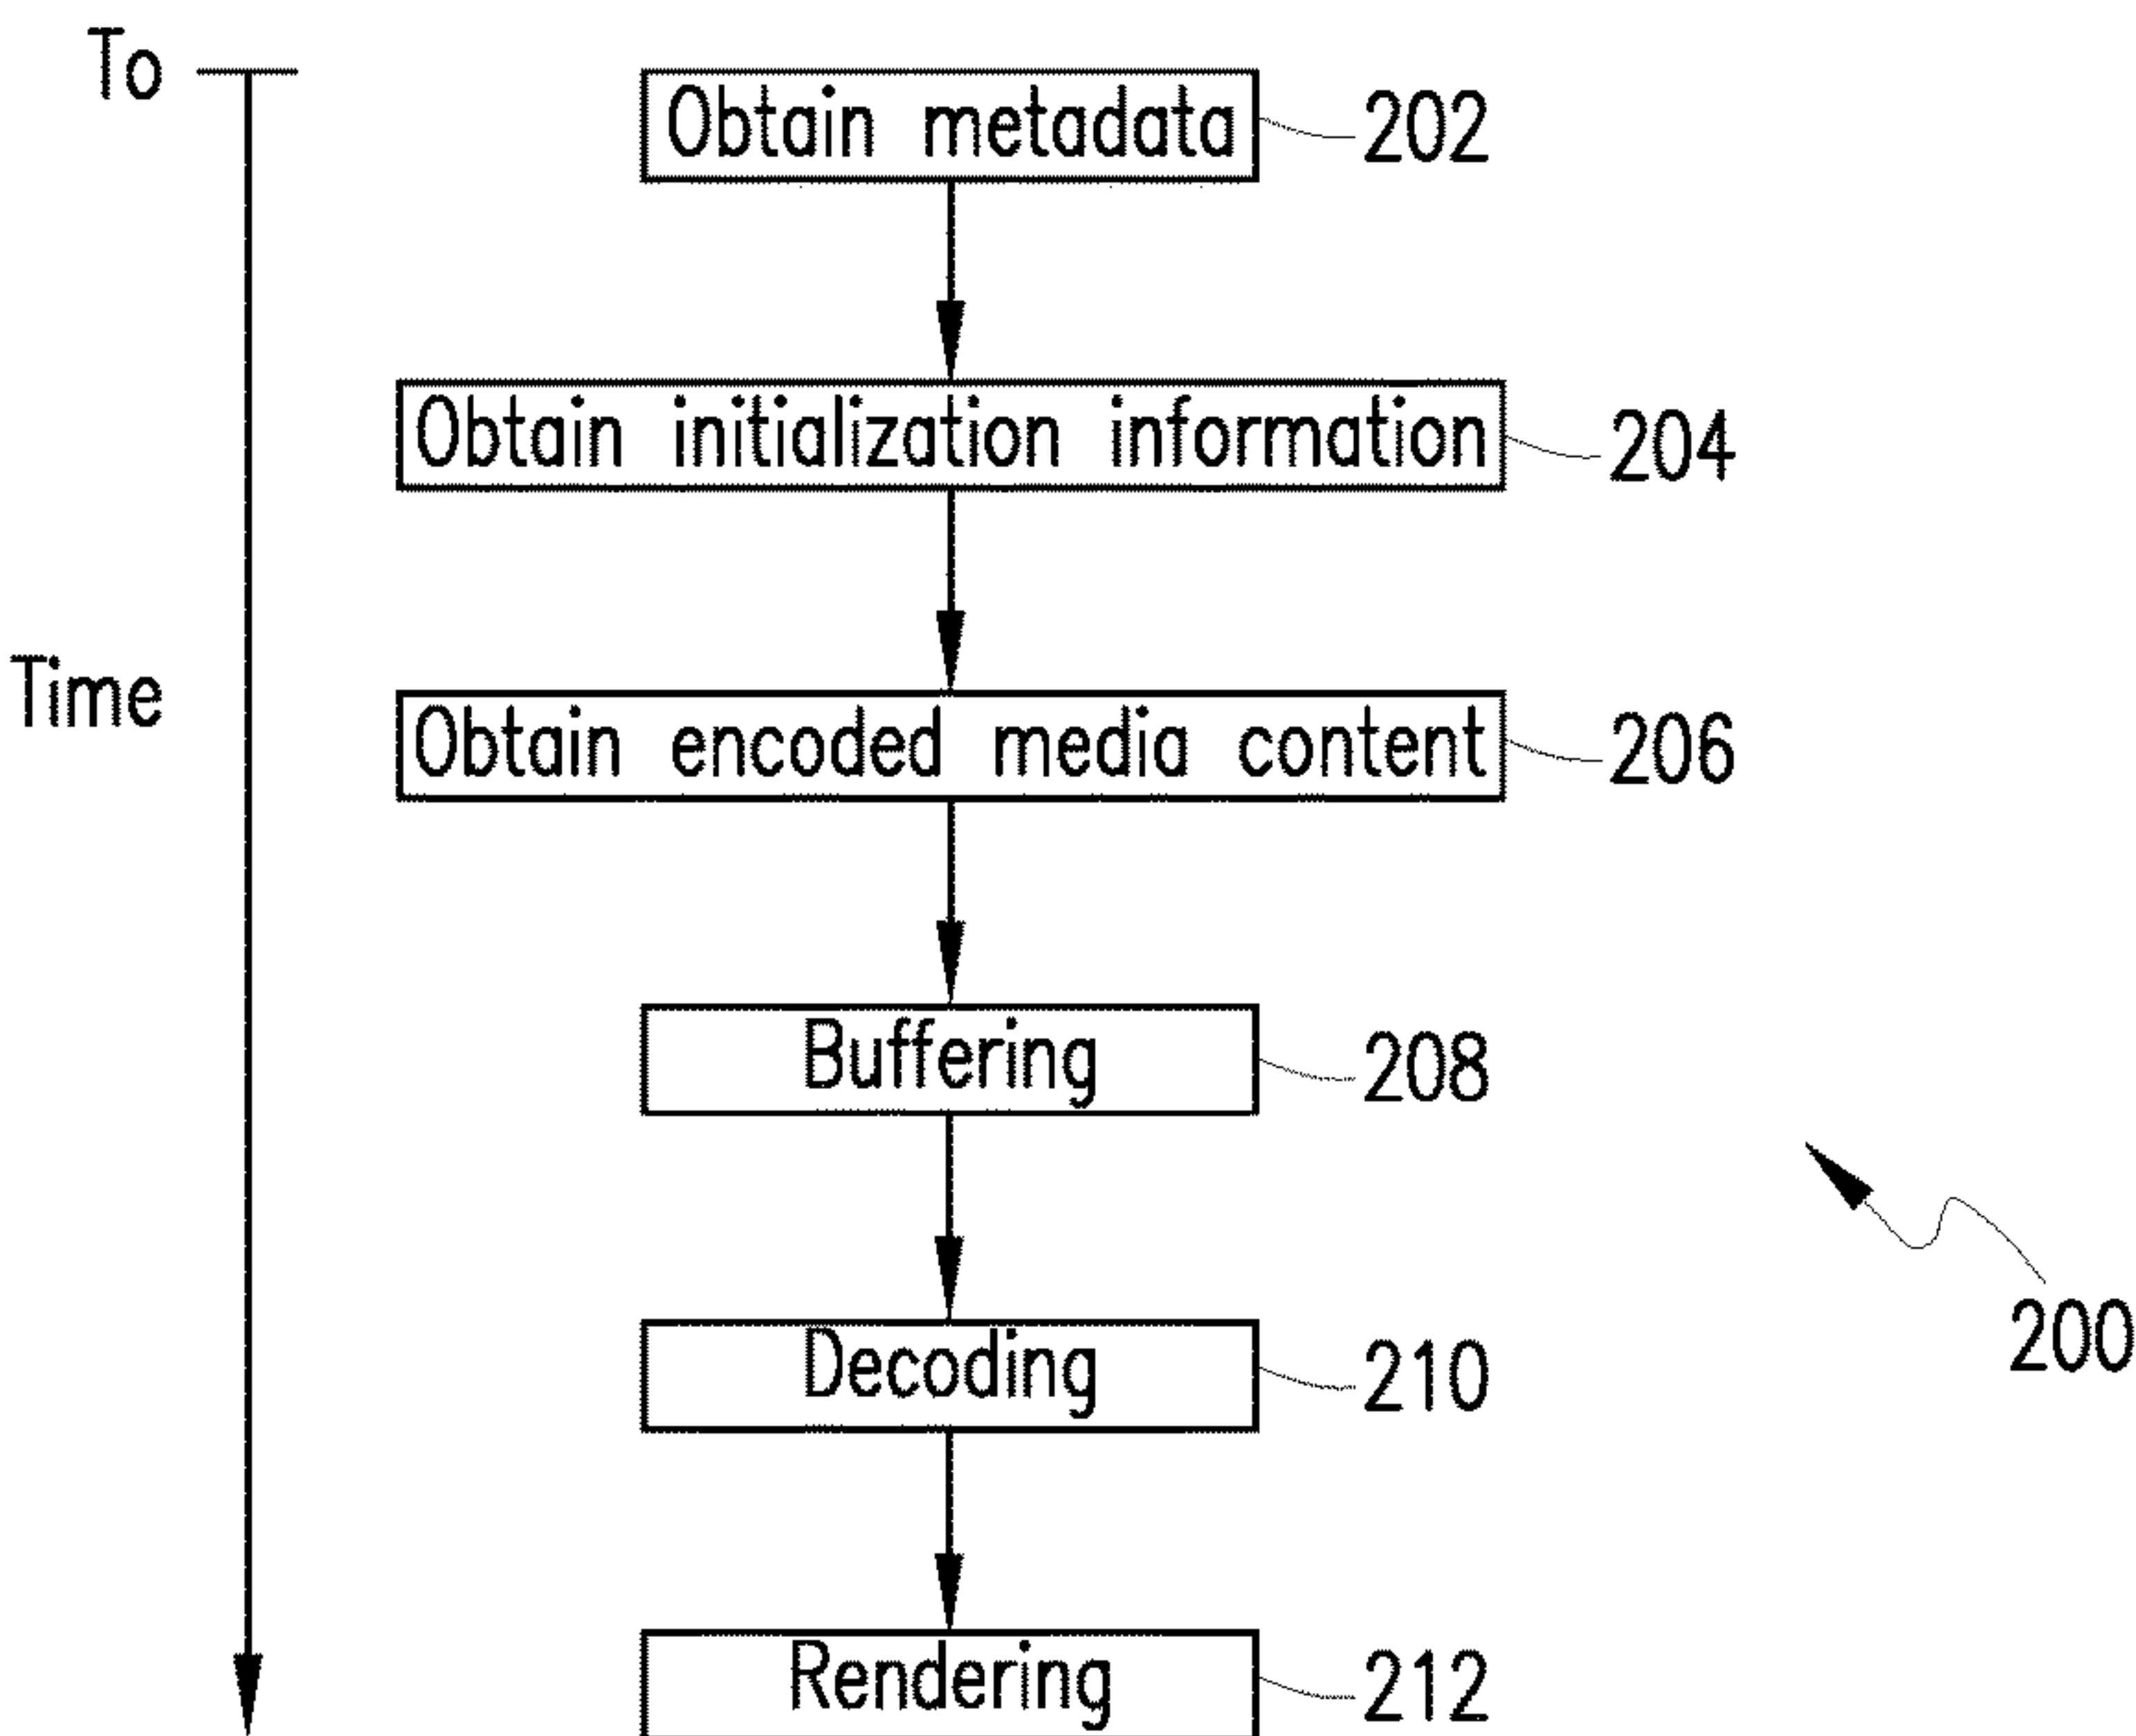 To
Obtain metadata
202
Obtain initialization information
204
Time
Obtain encoded media content
206
Buffering
208
Decoding
210
200
Rendering
212